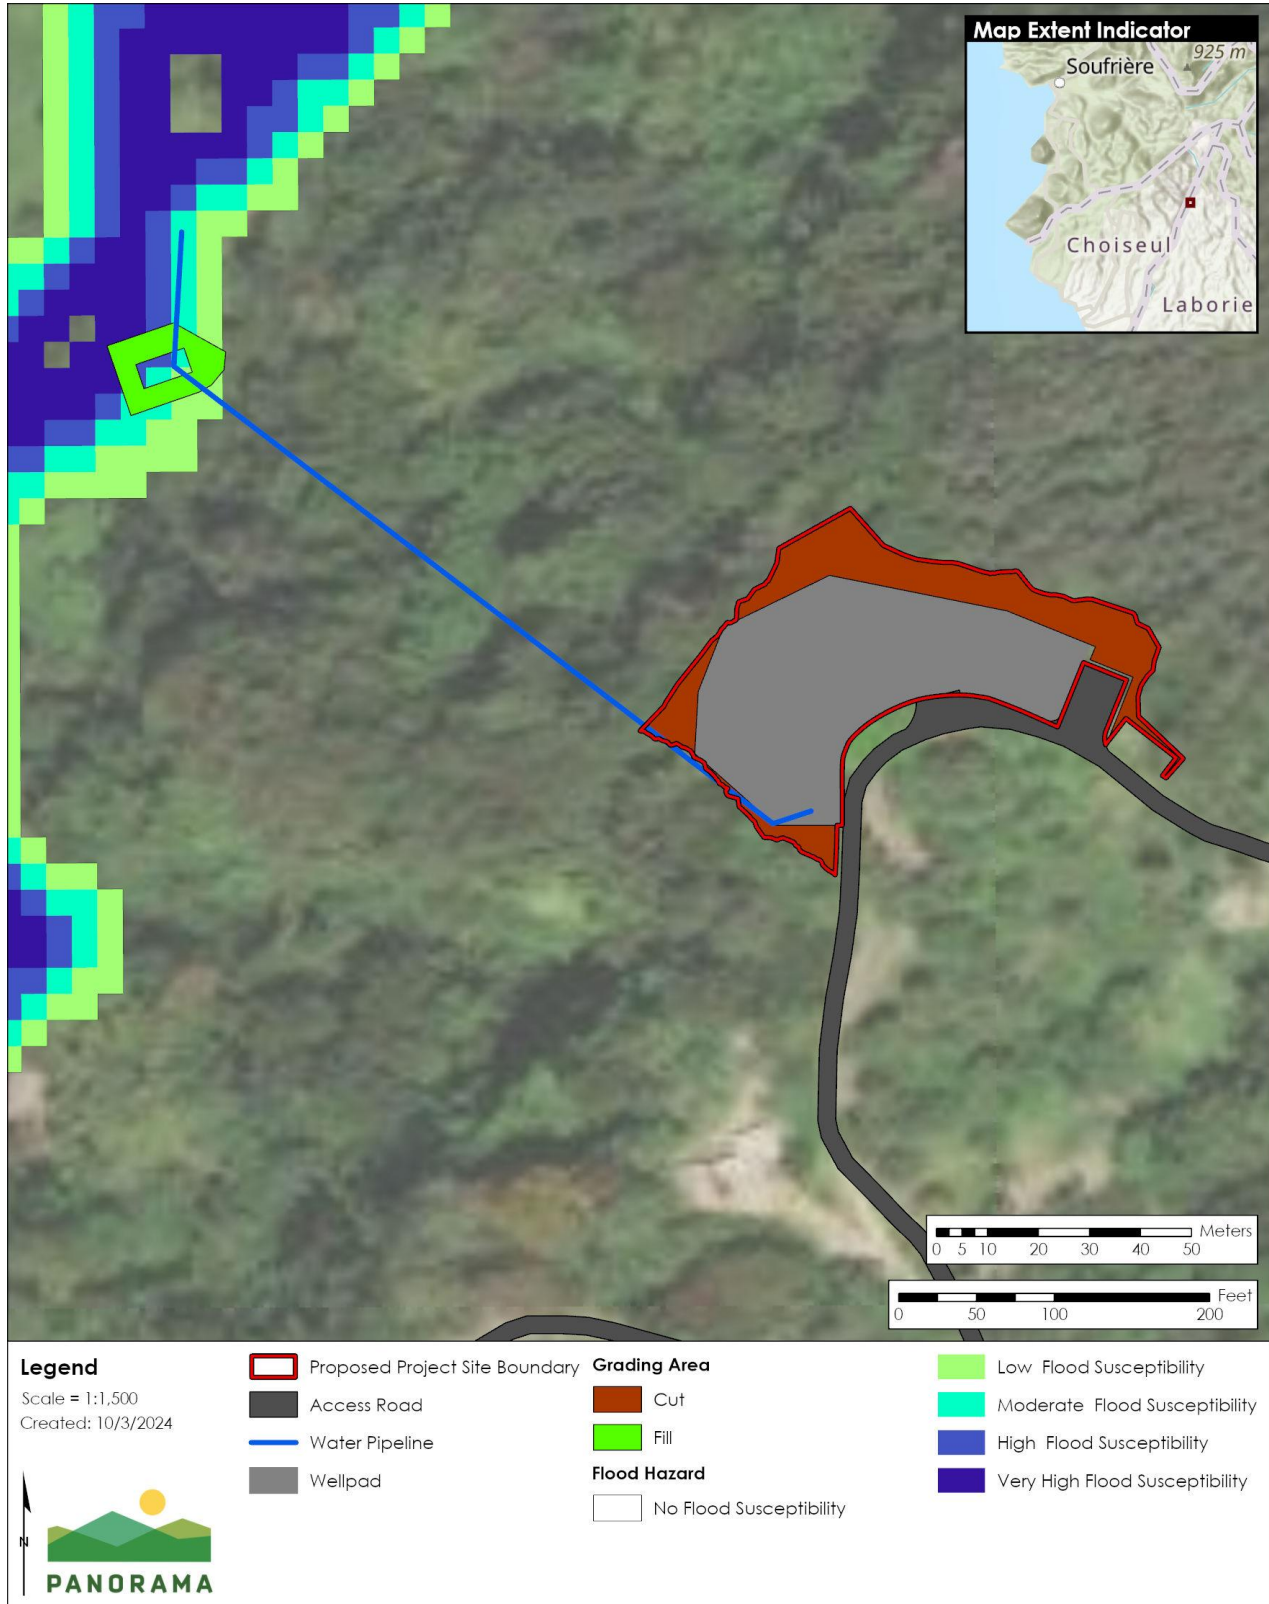 Map Extent Indicator
925 m
Soufrière
Choiseul
Laborie
Meters
0 5 10 20 30 40 50
Feet
0 50 100 200
Legend
Scale = 1:1,500
Created: 10/3/2024
N
PANORAMA
Proposed Project Site Boundary
Access Road
Water Pipeline
Wellpad
Grading Area
Cut
Fill
Flood Hazard
No Flood Susceptibility
Low Flood Susceptibility
Moderate Flood Susceptibility
High Flood Susceptibility
Very High Flood Susceptibility